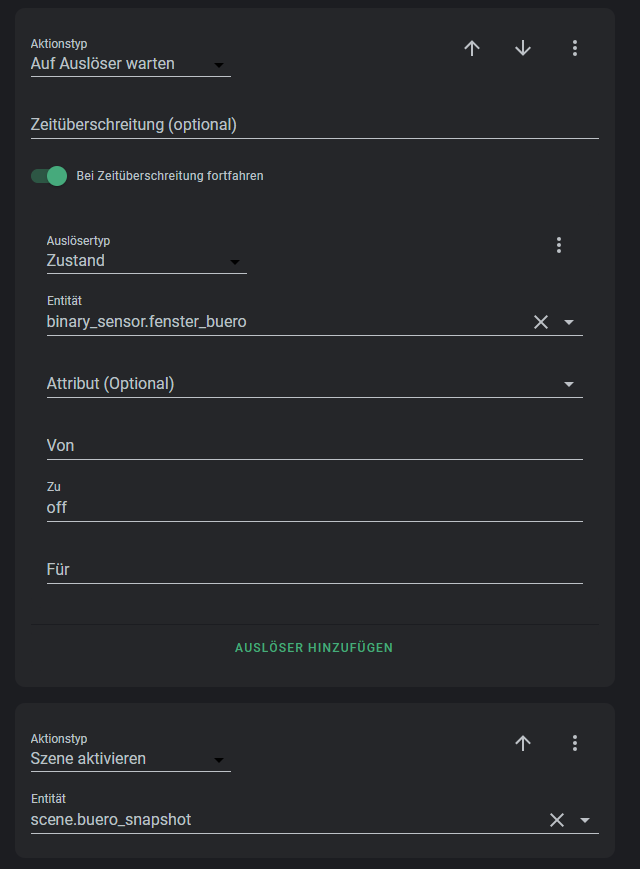 Aktionstyp
Auf Auslöser warten
Zeitüberschreitung (optional)
Bei Zeitüberschreitung fortfahren
Auslösertyp
Zustand
Entität
binary_sensor.fenster_buero
Attribut (Optional)
Von
Zu
off
Für
AUSLÖSER HINZUFÜGEN
Aktionstyp
Szene aktivieren
Entität
scene.buero_snapshot